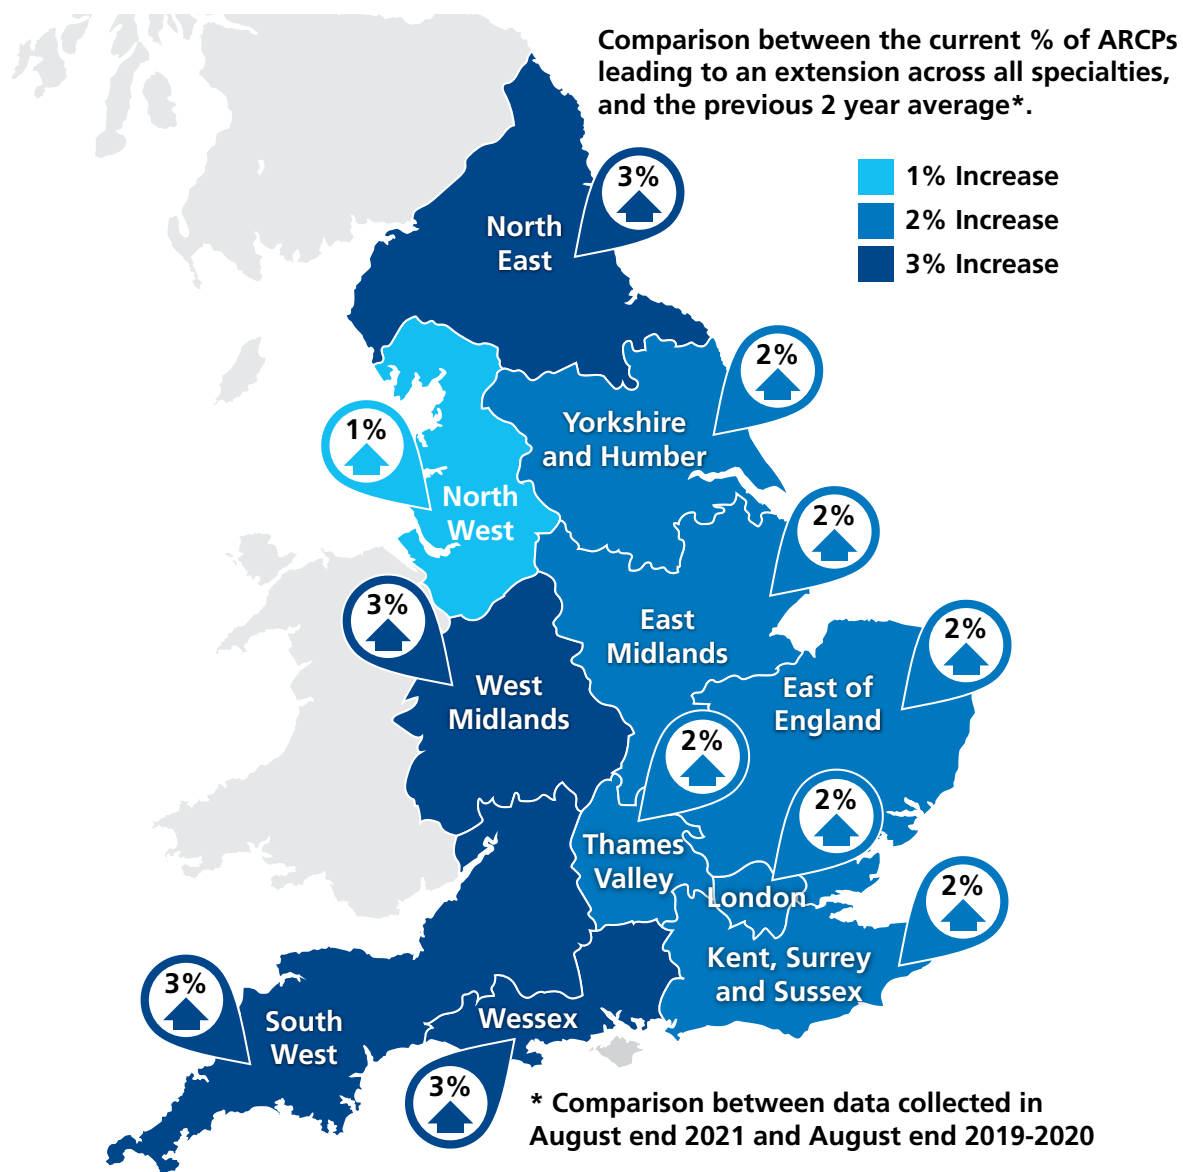 Comparison between the current % of ARCPs
leading to an extension across all specialties,
and the previous 2 year average*.
1% Increase
2% Increase
3% Increase
3%
North
East
2%
Yorkshire
and Humber
1%
North
West
2%
East
Midlands
3%
West
Midlands
2%
East of
England
2%
Thames
Valley
2%
London
2%
Kent, Surrey
and Sussex
3%
South
West
Wessex
3%
* Comparison between data collected in
August end 2021 and August end 2019-2020